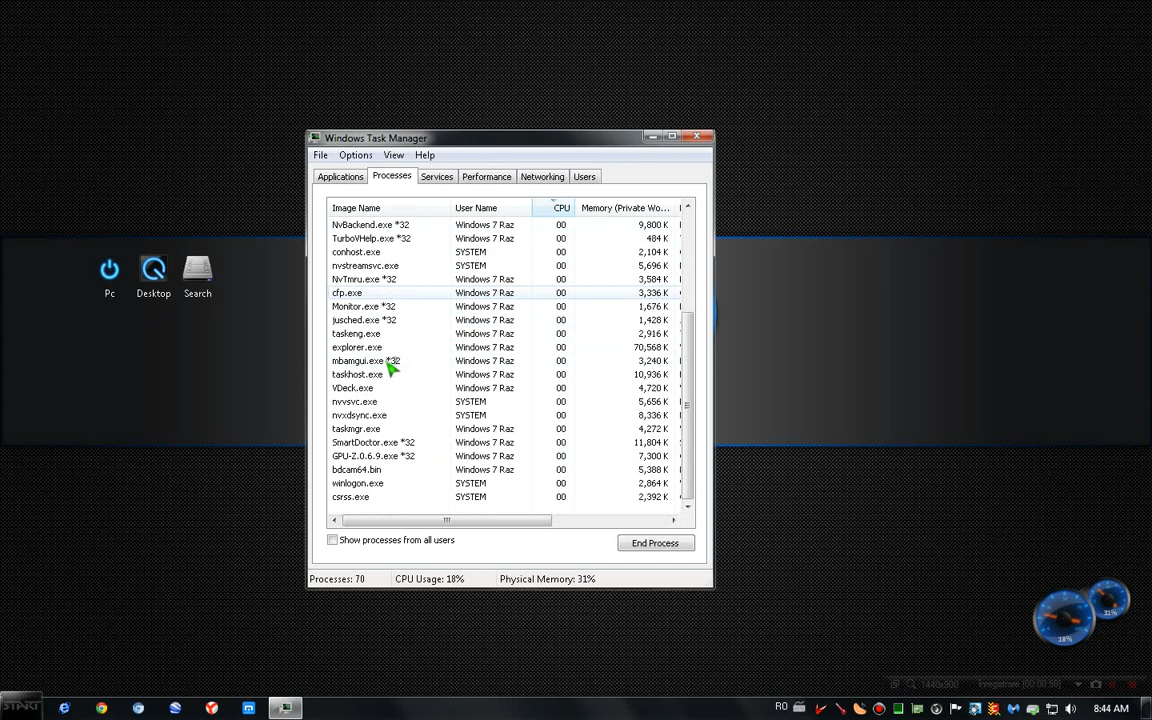 Windows Task Manager
File Options View Help
Applications Processes Services Performance Networking Users
Image Name User Name CPU Memory (Private Wo...
NvBackend.exe *32 Windows 7 Raz 00 9,800 K
TurboVHelp.exe *32 Windows 7 Raz 00 484 K
conhost.exe SYSTEM 00 2,104 K
nvstreamsvc.exe SYSTEM 00 5,696 K
NvTmru.exe *32 Windows 7 Raz 00 3,584 K
cfp.exe Windows 7 Raz 00 3,336 K
Monitor.exe *32 Windows 7 Raz 00 1,676 K
jusched.exe *32 Windows 7 Raz 00 1,428 K
taskeng.exe Windows 7 Raz 00 2,916 K
explorer.exe Windows 7 Raz 00 70,568 K
mbamgui.exe *32 Windows 7 Raz 00 3,240 K
taskhost.exe Windows 7 Raz 00 10,936 K
VDeck.exe Windows 7 Raz 00 4,720 K
nvvsvc.exe SYSTEM 00 5,656 K
nvxdsync.exe SYSTEM 00 8,336 K
taskmgr.exe Windows 7 Raz 00 4,272 K
SmartDoctor.exe *32 Windows 7 Raz 00 11,804 K
GPU-Z.0.6.9.exe *32 Windows 7 Raz 00 7,300 K
bdcam64.bin Windows 7 Raz 00 5,388 K
winlogon.exe SYSTEM 00 2,864 K
csrss.exe SYSTEM 00 2,392 K
Show processes from all users End Process
Processes: 70 CPU Usage: 18% Physical Memory: 31%
Pc Desktop Search
31%
18%
1440x900 Înregistrare [00:00:50]
START RO 8:44 AM